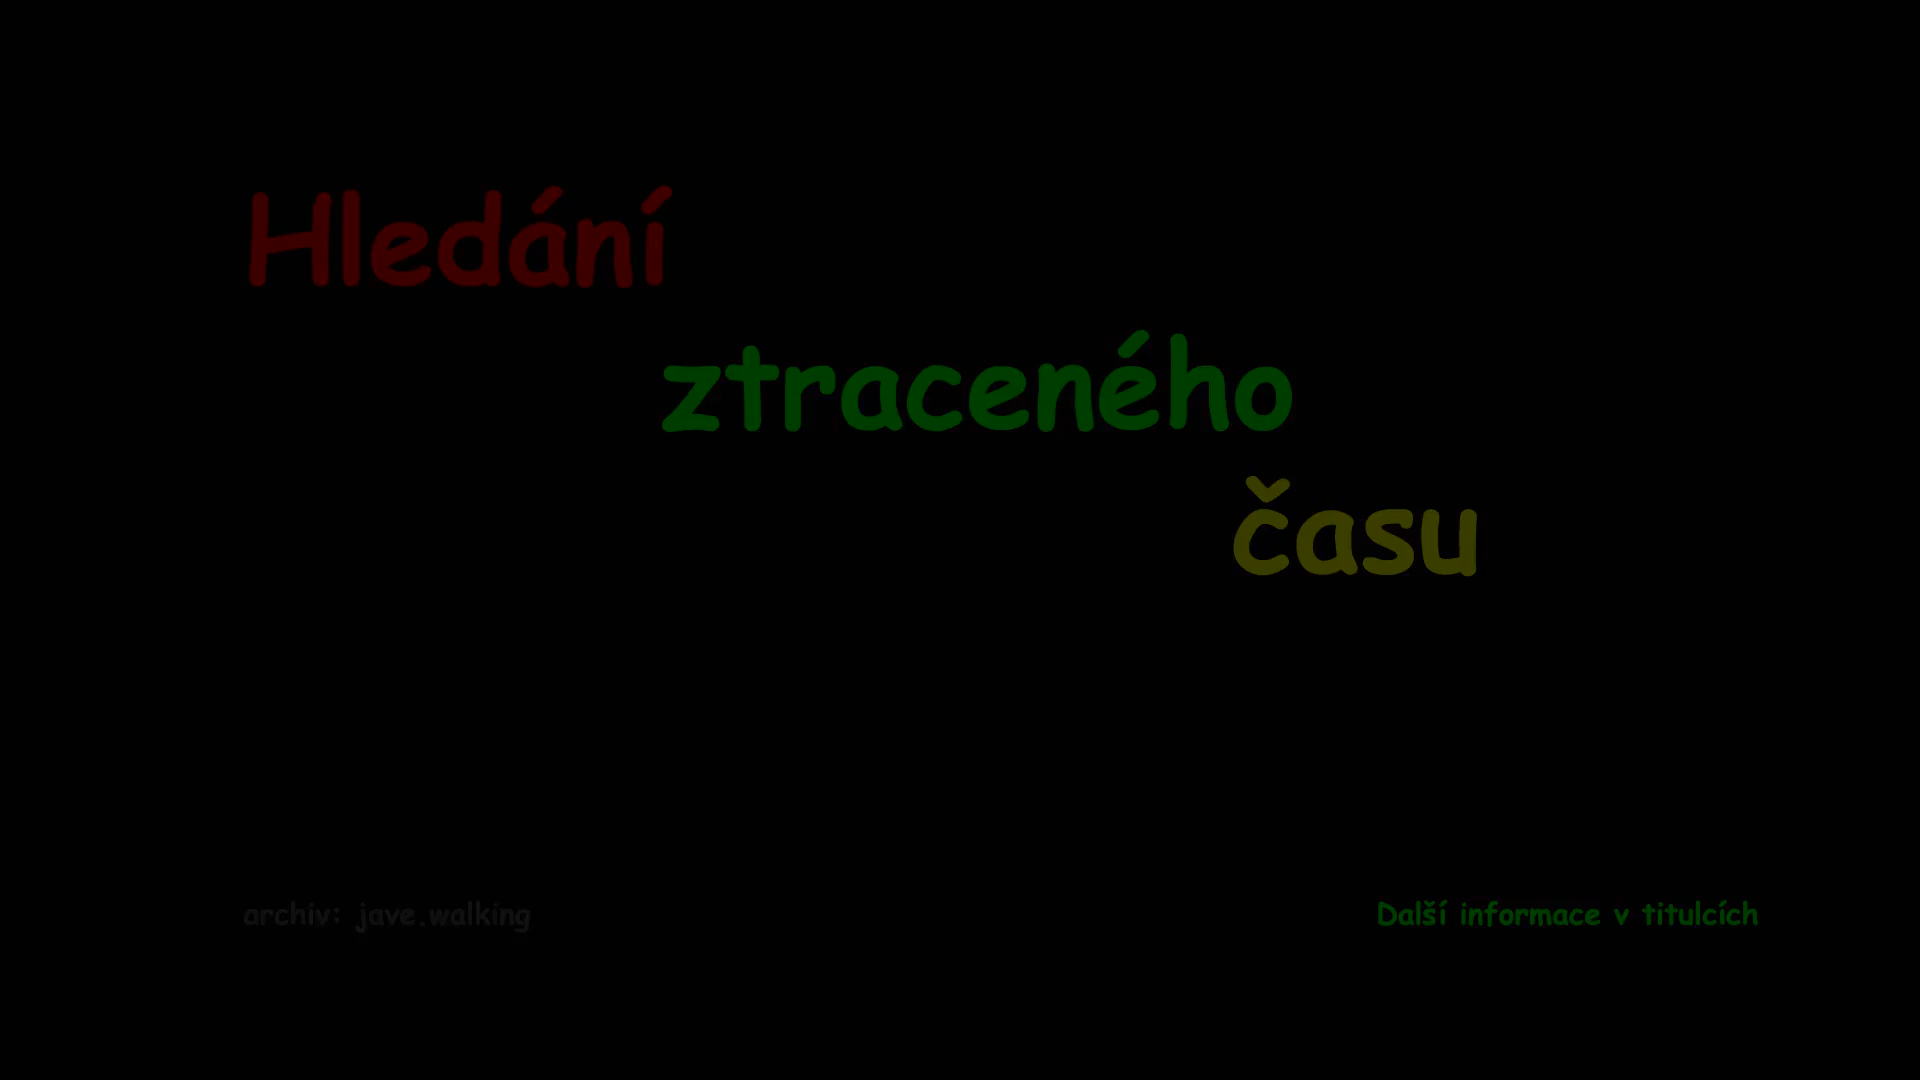 Hledání
ztraceného
času
archiv: jave.walking
Další informace v titulcích